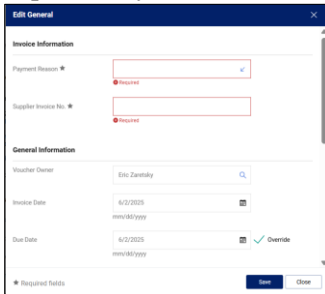 Edit General
Invoice Information
Payment Reason ★
Required
Supplier Invoice No. ★
Required
General Information
Voucher Owner
Eric Zaretsky
Invoice Date
6/2/2025
mm/dd/yyyy
Due Date
6/2/2025
Override
mm/dd/yyyy
★ Required fields
Save
Close